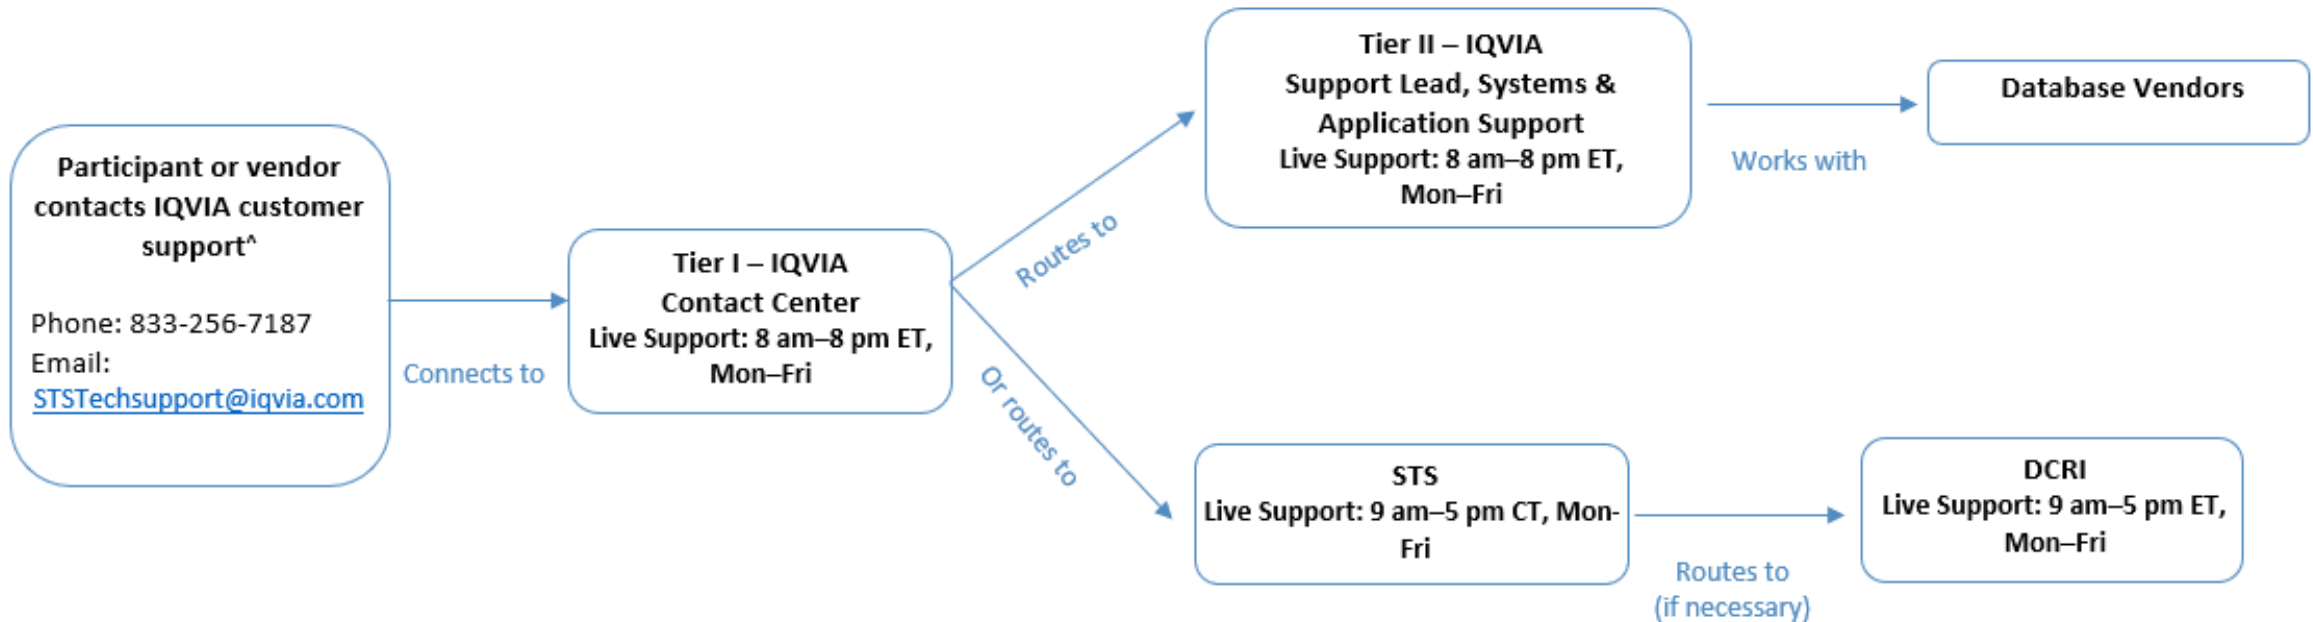 Participant or vendor
contacts IQVIA customer
support^
Phone: 833-256-7187
Email:
STSTechsupport@iqvia.com
Connects to
Tier I – IQVIA
Contact Center
Live Support: 8 am–8 pm ET,
Mon–Fri
Routes to
Tier II – IQVIA
Support Lead, Systems &
Application Support
Live Support: 8 am–8 pm ET,
Mon–Fri
Works with
Database Vendors
Or routes to
STS
Live Support: 9 am–5 pm CT, Mon-
Fri
Routes to
(if necessary)
DCRI
Live Support: 9 am–5 pm ET,
Mon–Fri